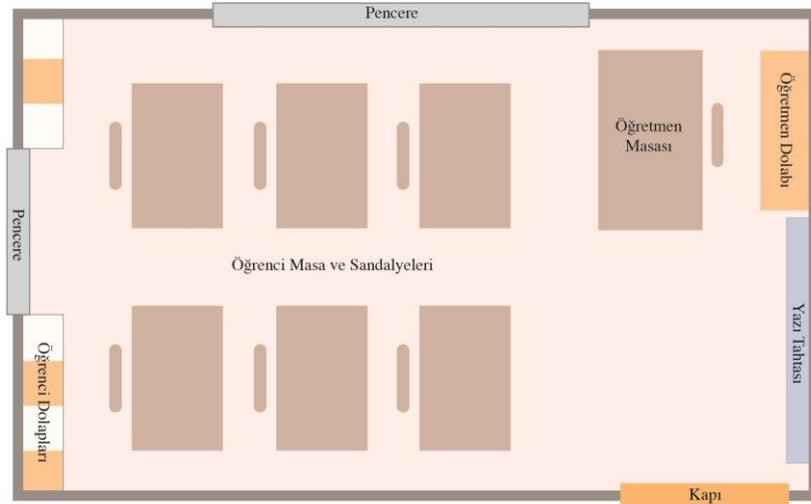 Pencere
Öğretmen
Masası
Öğretmen Dolabı
Pencere
Öğrenci Masa ve Sandalyeleri
Yazı Tahtası
Öğrenci Dolapları
Kapı